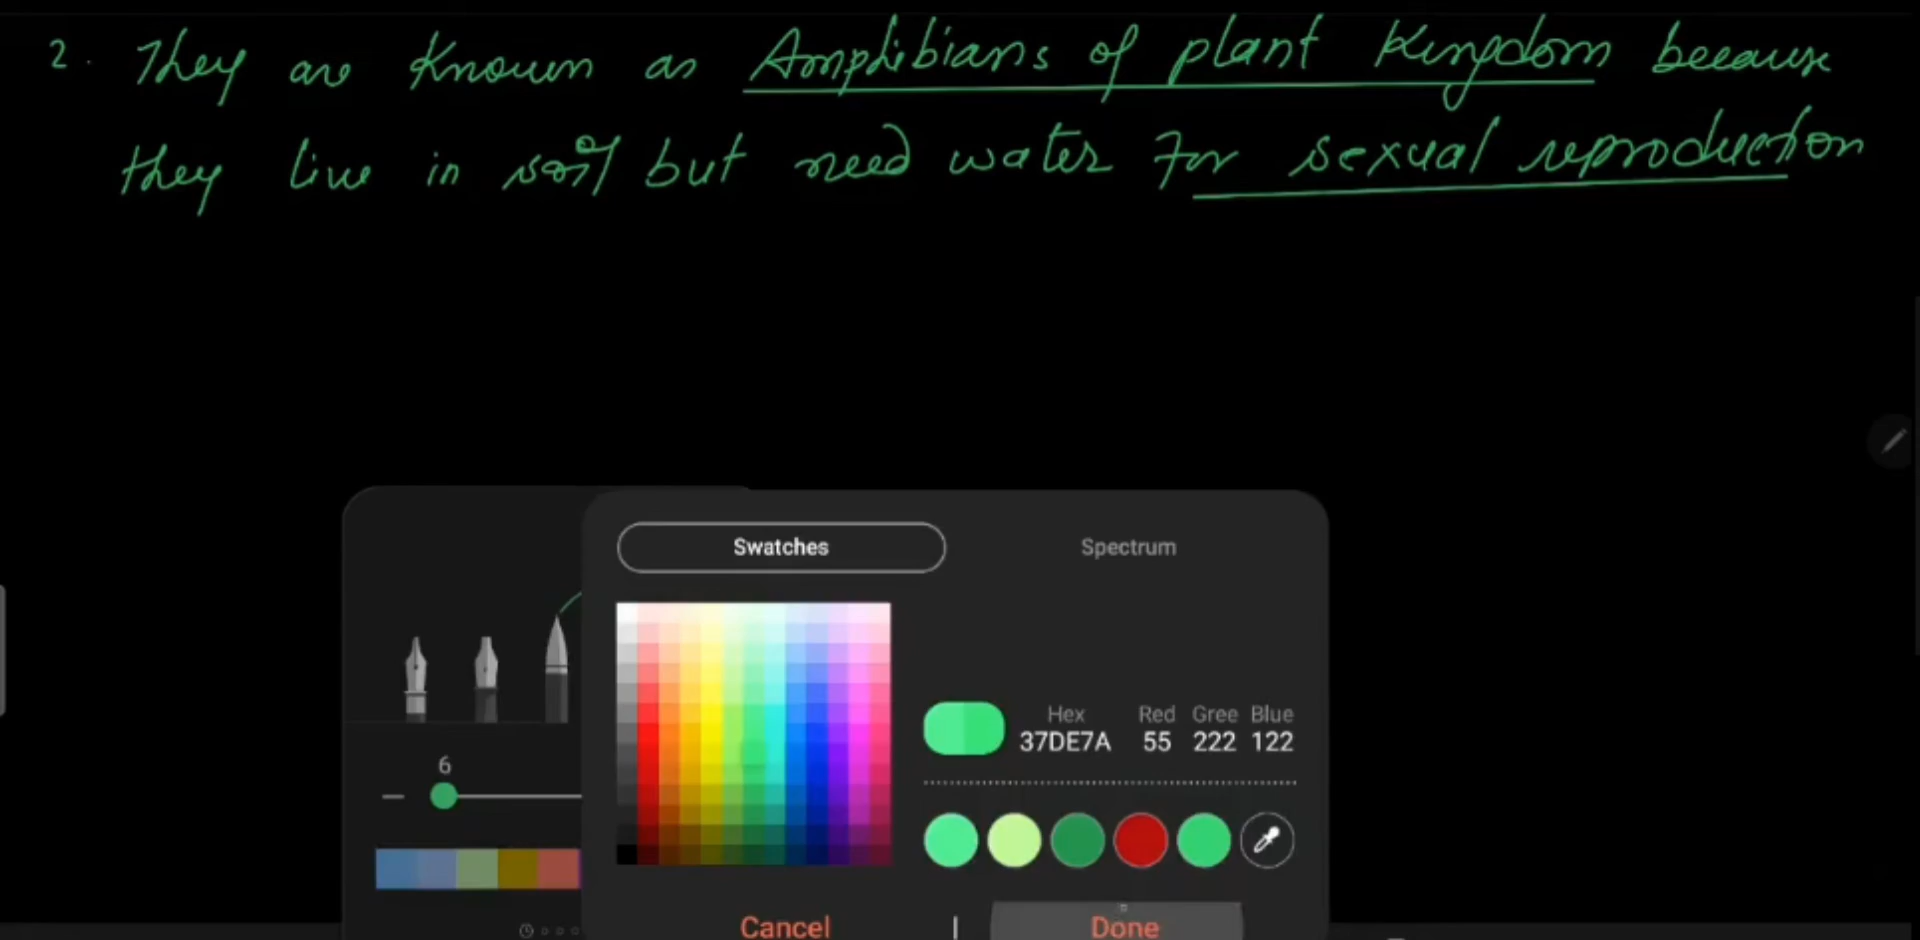 2. They are known as Amphibians of plant Kingdom because
they live in soil but need water for sexual reproduction
Swatches Spectrum
Hex Red Gree Blue
37DE7A 55 222 122
6
Cancel Done